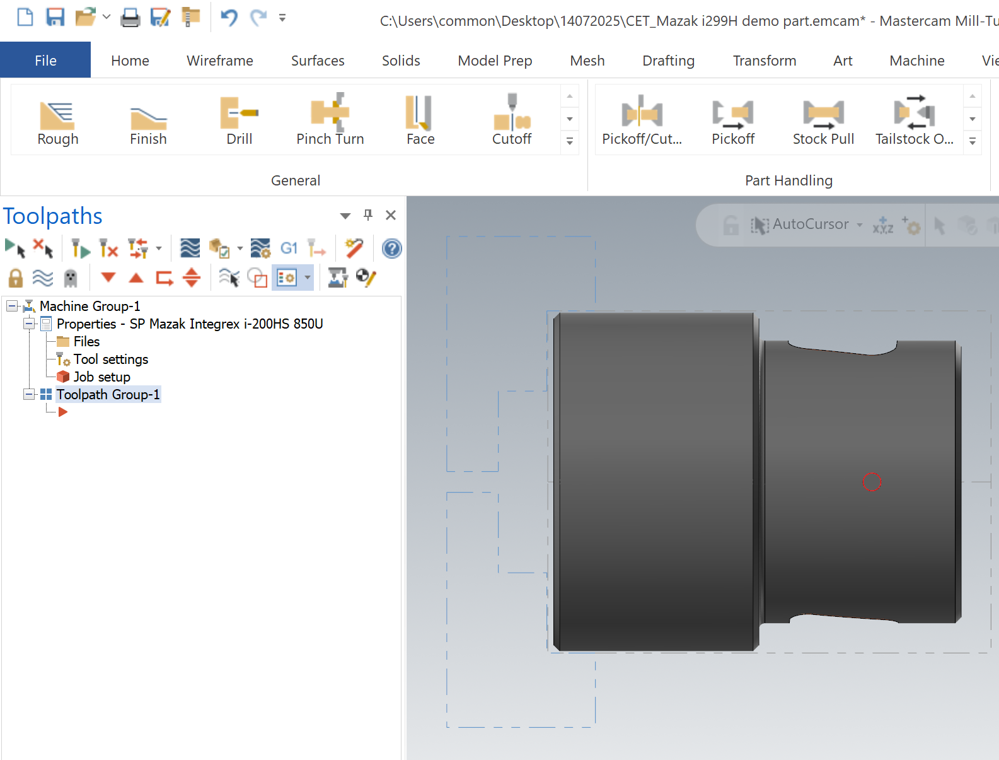 C:\Users\common\Desktop\14072025\CET_Mazak i299H demo part.emcam* - Mastercam Mill-Tu
File Home Wireframe Surfaces Solids Model Prep Mesh Drafting Transform Art Machine Vie
Rough Finish Drill Pinch Turn Face Cutoff Pickoff/Cut... Pickoff Stock Pull Tailstock O...
General Part Handling
Toolpaths
AutoCursor
XYZ
G1
Machine Group-1
Properties - SP Mazak Integrex i-200HS 850U
Files
Tool settings
Job setup
Toolpath Group-1